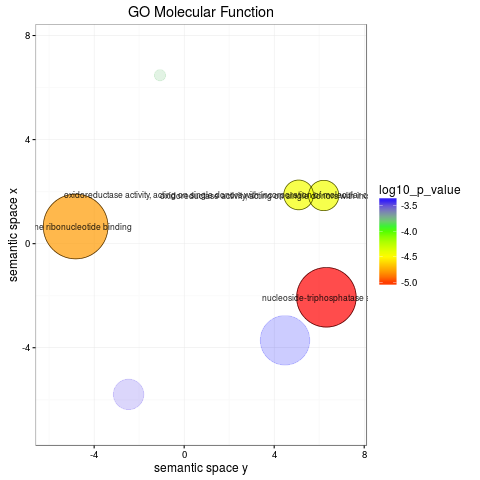 GO Molecular Function
8
4
0
-4
semantic space x
oxidoreductase activity, acting on single donors with incorporation of molecular
ne ribonucleotide binding
nucleoside-triphosphatase
log10_p_value
-3.5
-4.0
-4.5
-5.0
-4
0
4
8
semantic space y